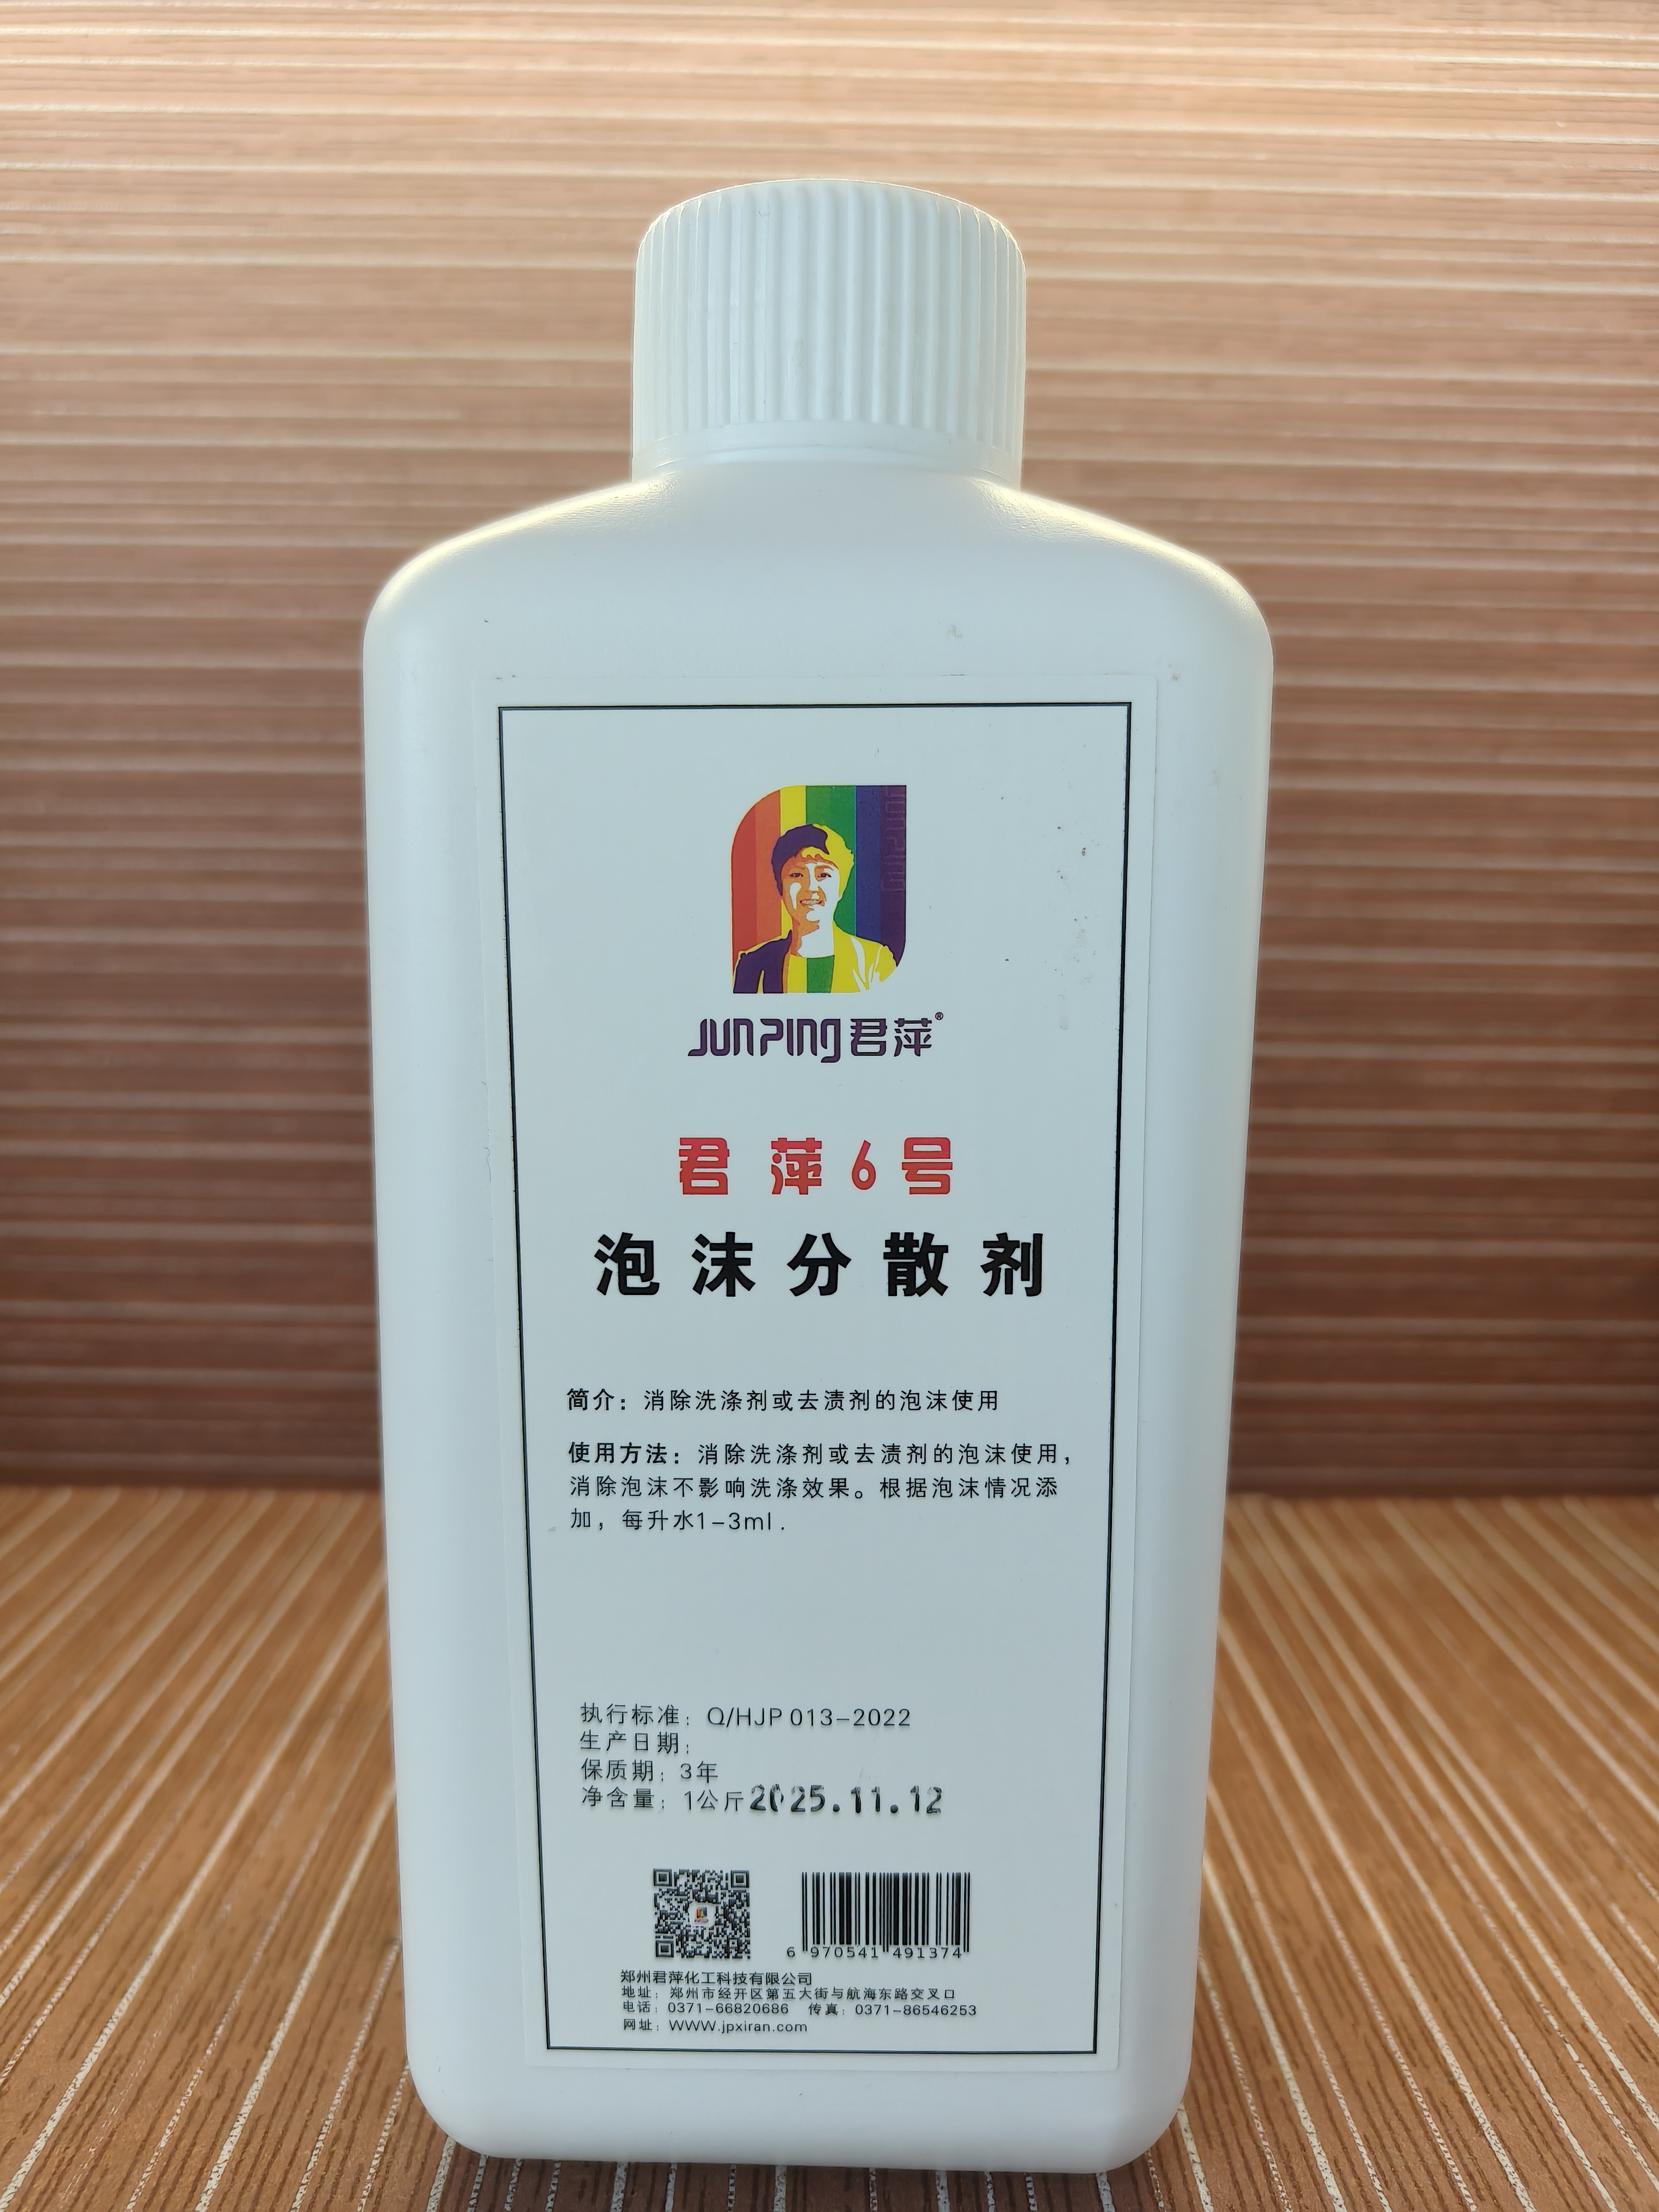 JUNPING君萍®
君萍6号
泡沫分散剂
简介：消除洗涤剂或去渍剂的泡沫使用
使用方法：消除洗涤剂或去渍剂的泡沫使用，
消除泡沫不影响洗涤效果。根据泡沫情况添
加，每升水1-3ml.
执行标准：Q/HJP 013-2022
生产日期：
保质期：3年
净含量：1公斤 2025.11.12
6 970541 491374
郑州君萍化工科技有限公司
地址：郑州市经开区第五大街与航海东路交叉口
电话：0371-66820686 传真：0371-86546253
网址：WWW.jpxiran.com